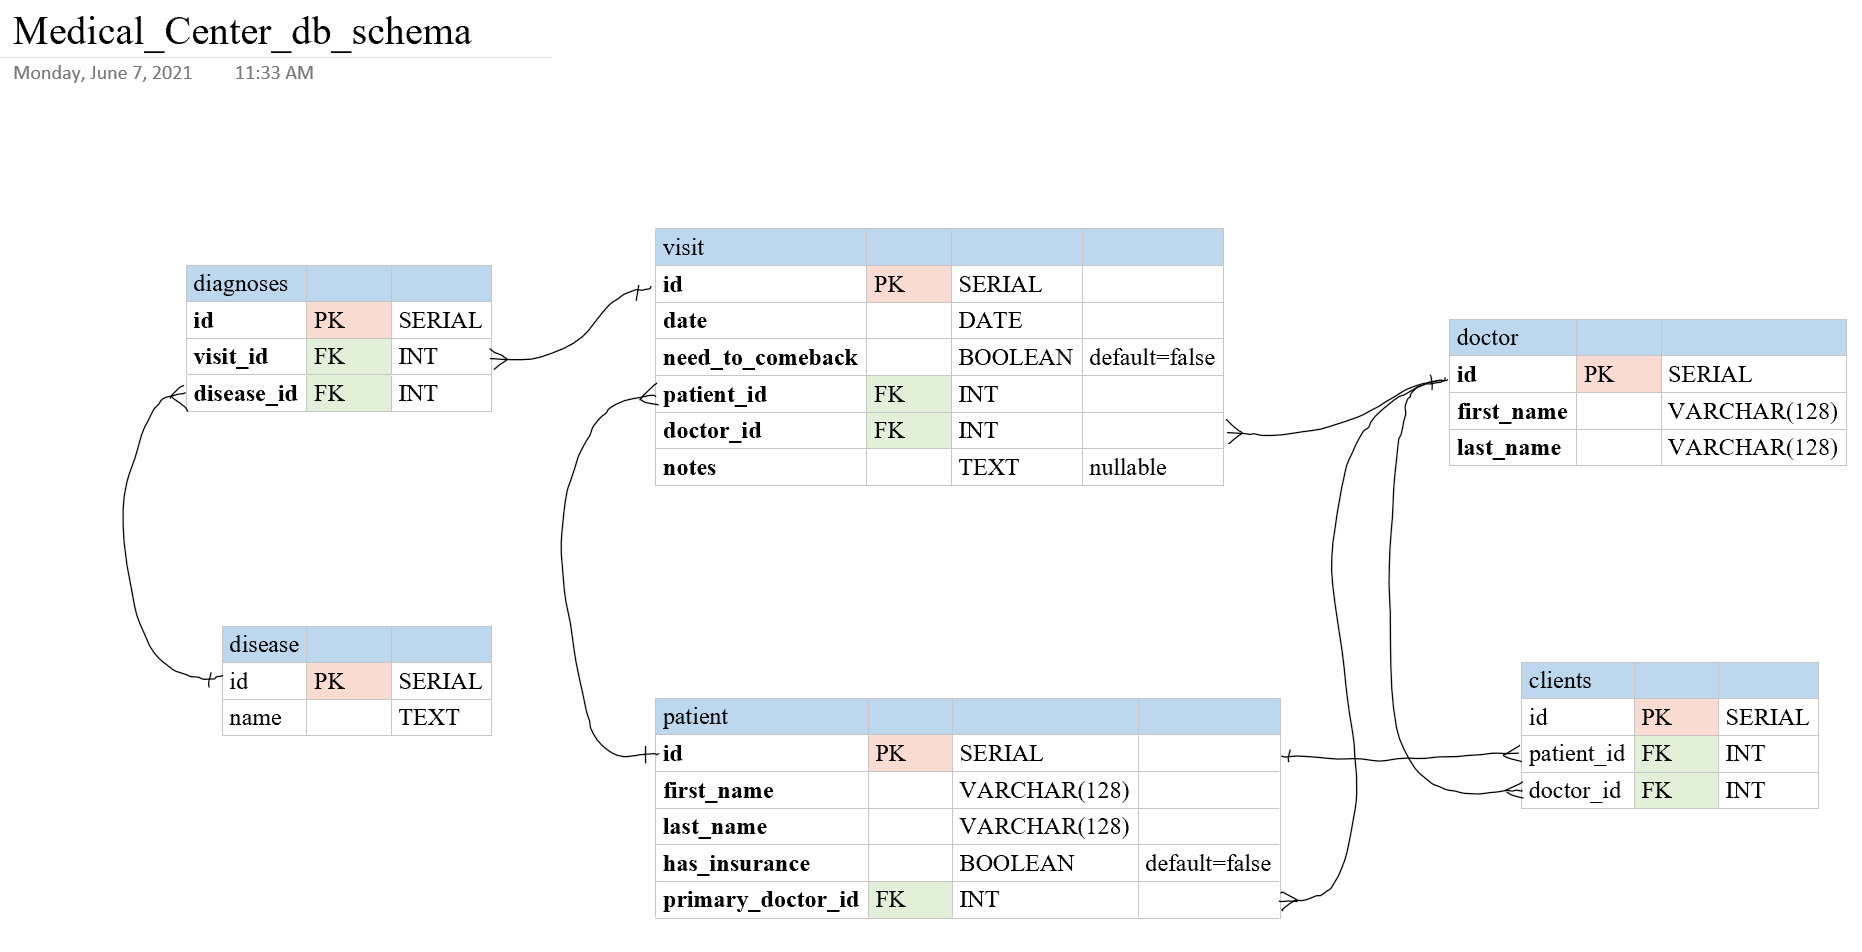 Medical_Center_db_schema
Monday, June 7, 2021 11:33 AM
diagnoses
id PK SERIAL
visit_id FK INT
disease_id FK INT
visit
id PK SERIAL
date DATE
need_to_comeback BOOLEAN default=false
patient_id FK INT
doctor_id FK INT
notes TEXT nullable
doctor
id PK SERIAL
first_name VARCHAR(128)
last_name VARCHAR(128)
disease
id PK SERIAL
name TEXT
patient
id PK SERIAL
first_name VARCHAR(128)
last_name VARCHAR(128)
has_insurance BOOLEAN default=false
primary_doctor_id FK INT
clients
id PK SERIAL
patient_id FK INT
doctor_id FK INT